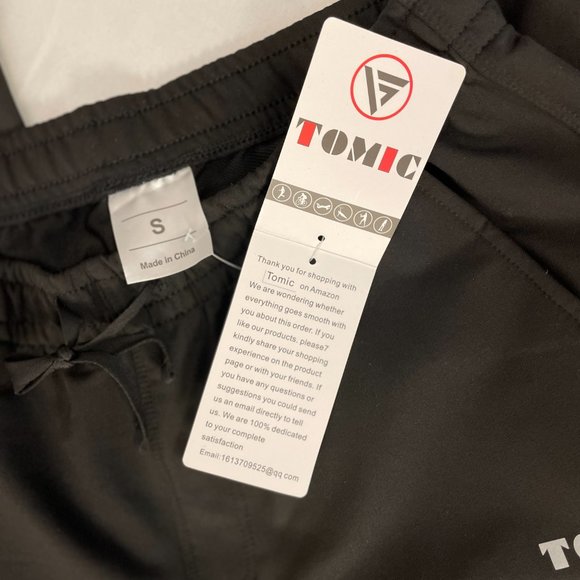 TOMIC
S
Made in China
Thank you for shopping with
Tomic on Amazon
We are wondering whether
everything goes smooth with
you about this order. If you
like our products, please7
kindly share your shopping
experience on the product
page or with your friends. If
you have any questions or
suggestions you could send
us an email directly to tell
us. We are 100% dedicated
to your complete
satisfaction
Email:1613709525@qq.com
TO